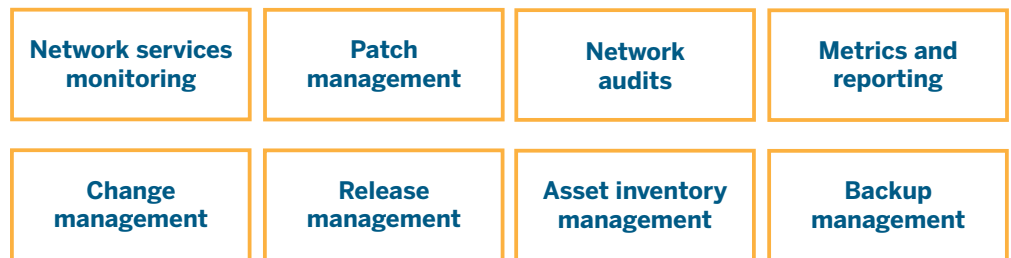 Network services
monitoring
Patch
management
Network
audits
Metrics and
reporting
Change
management
Release
management
Asset inventory
management
Backup
management